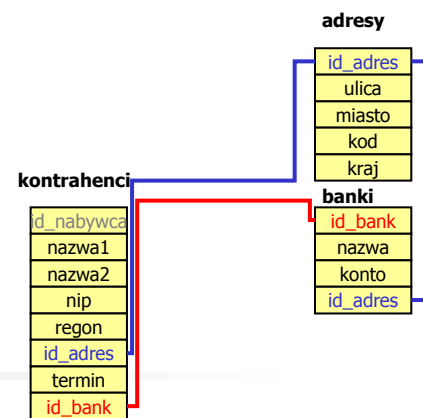 adresy
id_adres
ulica
miasto
kod
kraj
kontrahenci
id_nabywca
nazwa1
nazwa2
nip
regon
id_adres
termin
id_bank
banki
id_bank
nazwa
konto
id_adres